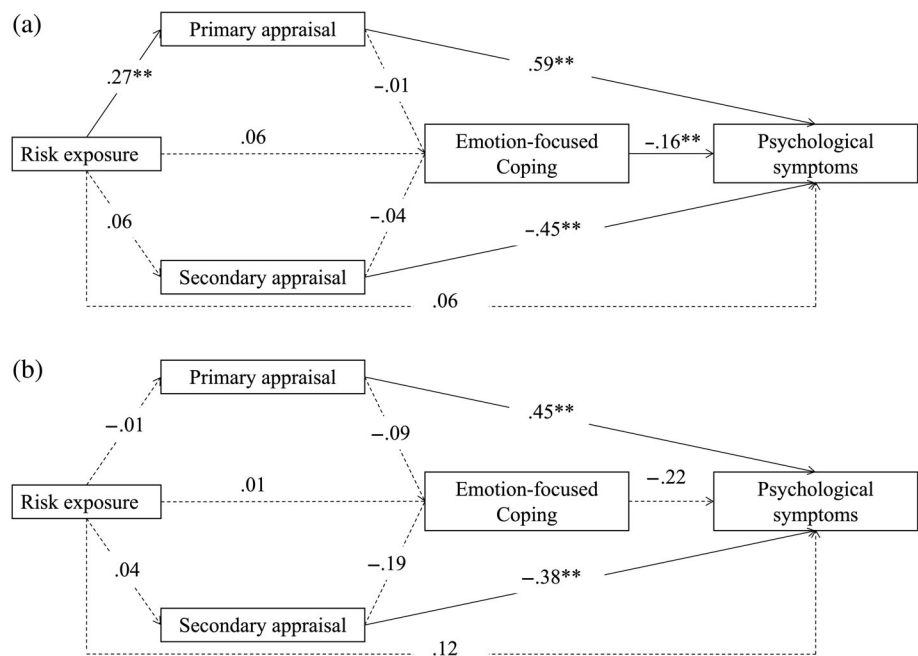 (a)
Primary appraisal
.27**
−.01
.59**
Risk exposure
.06
Emotion-focused
Coping
−.16**
Psychological
symptoms
.06
−.04
−.45**
Secondary appraisal
.06
(b)
Primary appraisal
−.01
−.09
.45**
Risk exposure
.01
Emotion-focused
Coping
−.22
Psychological
symptoms
.04
−.19
−.38**
Secondary appraisal
.12